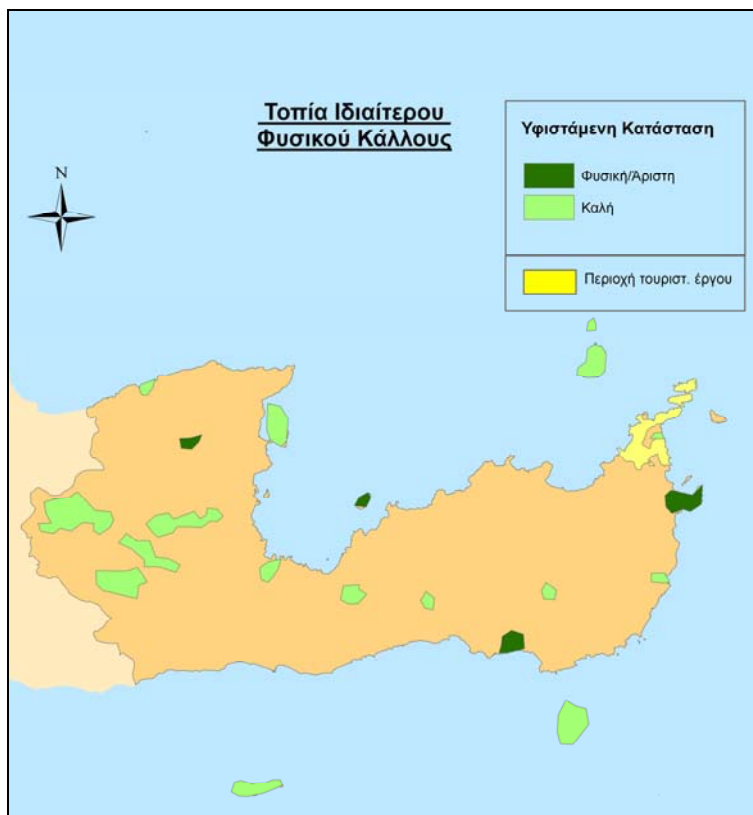 Τοπία Ιδιαίτερου
Φυσικού Κάλλους
N
Υφιστάμενη Κατάσταση
Φυσική/Άριστη
Καλή
Περιοχή τουριστ. έργου